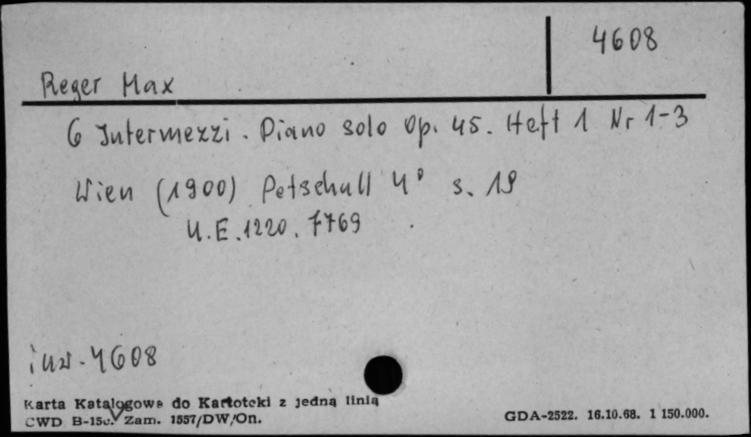 4608
Reger Max
6 Intermezzi. Piano solo Op. 45. Heft 1 Nr 1-3
Wien (1900) Petschull 4° s. 19
U.E.1220. 7769
inw. 4608
Karta Katalogowa do Kartoteki z jedną linią
CWD B-15c. Zam. 1557/DW/On.
GDA-2522. 16.10.68. 1 150.000.